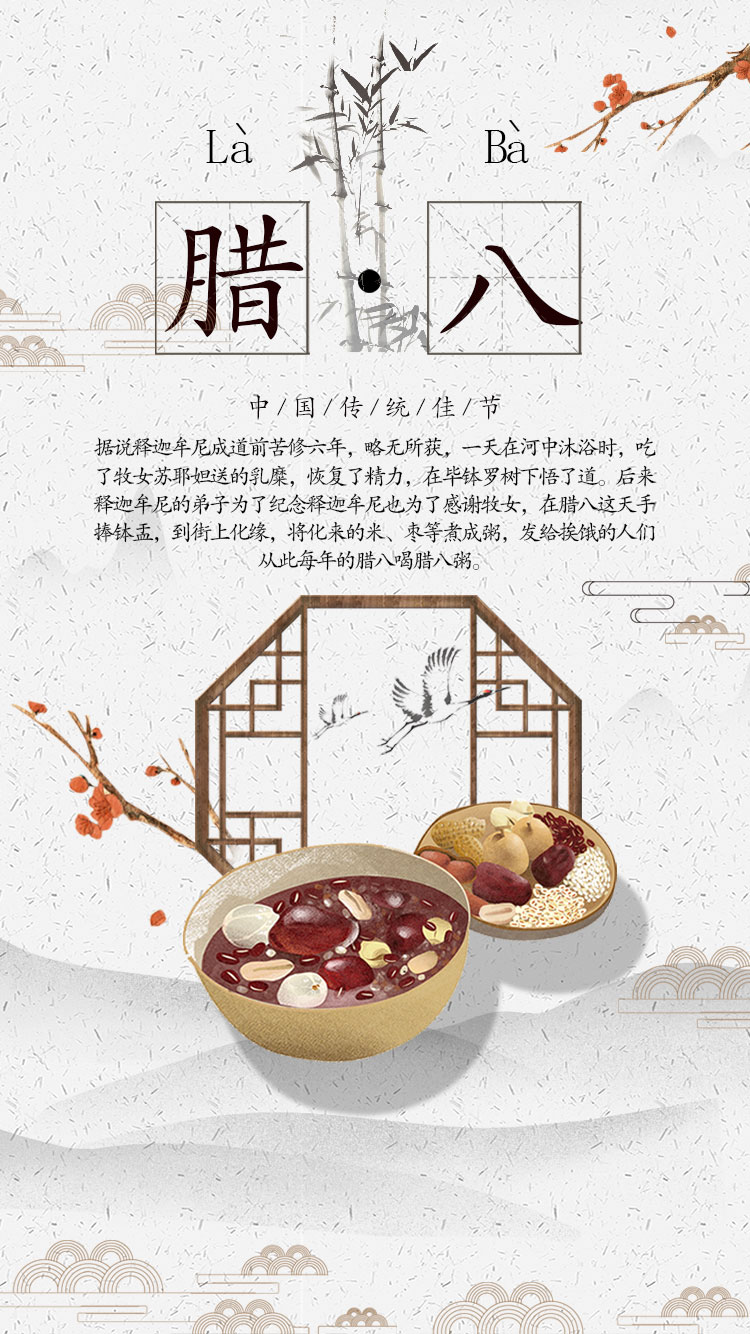 Là Bà
腊·八
中/国/传/统/佳/节
据说释迦牟尼成道前苦修六年，略无所获，一天在河中沐浴时，吃
了牧女苏耶妲送的乳糜，恢复了精力，在毕钵罗树下悟了道。后来
释迦牟尼的弟子为了纪念释迦牟尼也为了感谢牧女，在腊八这天手
捧钵盂，到街上化缘，将化来的米、枣等煮成粥，发给挨饿的人们
从此每年的腊八喝腊八粥。